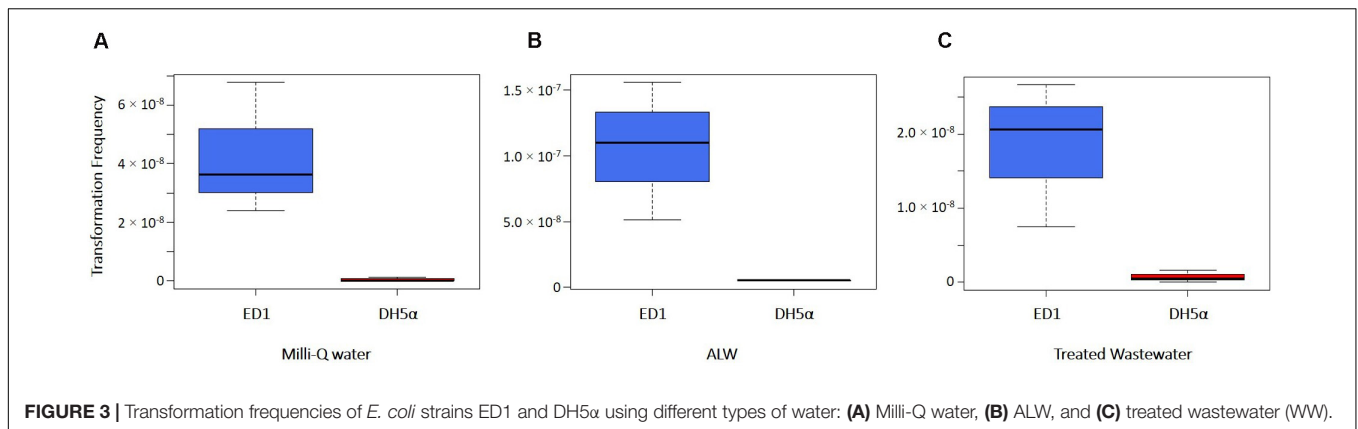 A
B
C
Transformation Frequency
6 × 10⁻⁸
4 × 10⁻⁸
2 × 10⁻⁸
0
ED1
DH5α
Milli-Q water
1.5 × 10⁻⁷
1.0 × 10⁻⁷
5.0 × 10⁻⁸
0
ED1
DH5α
ALW
2.0 × 10⁻⁸
1.0 × 10⁻⁸
0
ED1
DH5α
Treated Wastewater
FIGURE 3 | Transformation frequencies of E. coli strains ED1 and DH5α using different types of water: (A) Milli-Q water, (B) ALW, and (C) treated wastewater (WW).